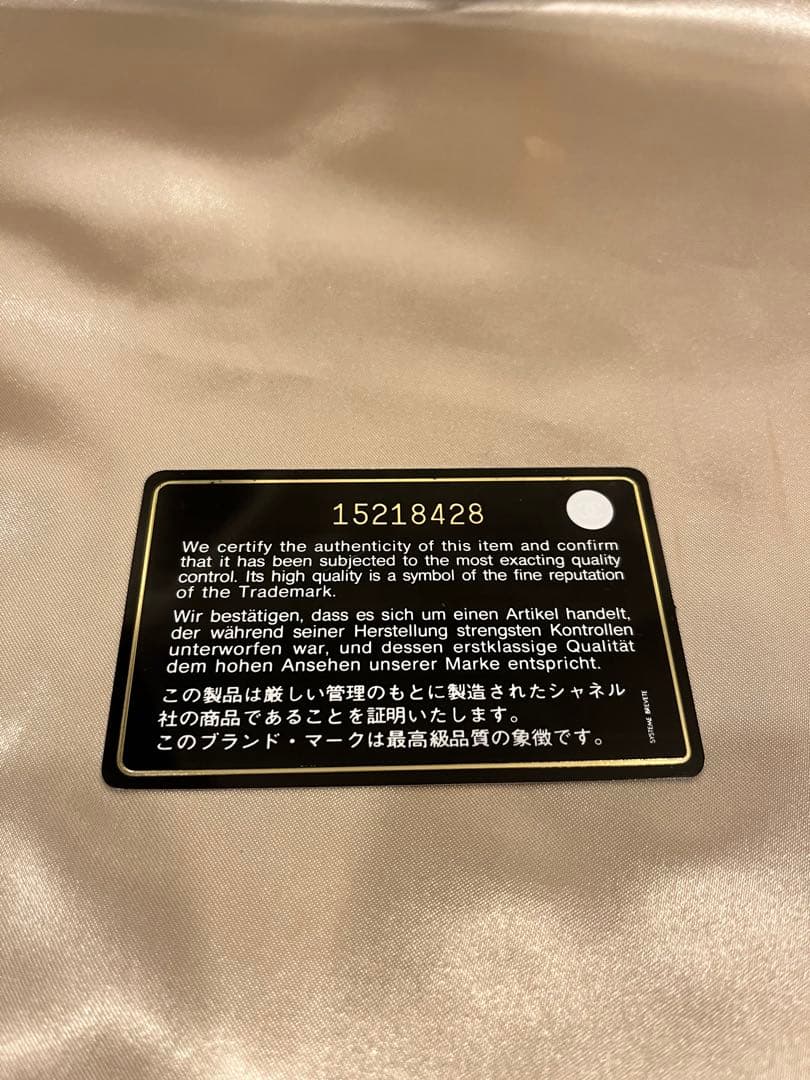 15218428
We certify the authenticity of this item and confirm
that it has been subjected to the most exacting quality
control. Its high quality is a symbol of the fine reputation
of the Trademark.
Wir bestätigen, dass es sich um einen Artikel handelt,
der während seiner Herstellung strengsten Kontrollen
unterworfen war, und dessen erstklassige Qualität
dem hohen Ansehen unserer Marke entspricht.
この製品は厳しい管理のもとに製造されたシャネル
社の商品であることを証明いたします。
このブランド・マークは最高級品質の象徴です。
SYSTEME BREVETE